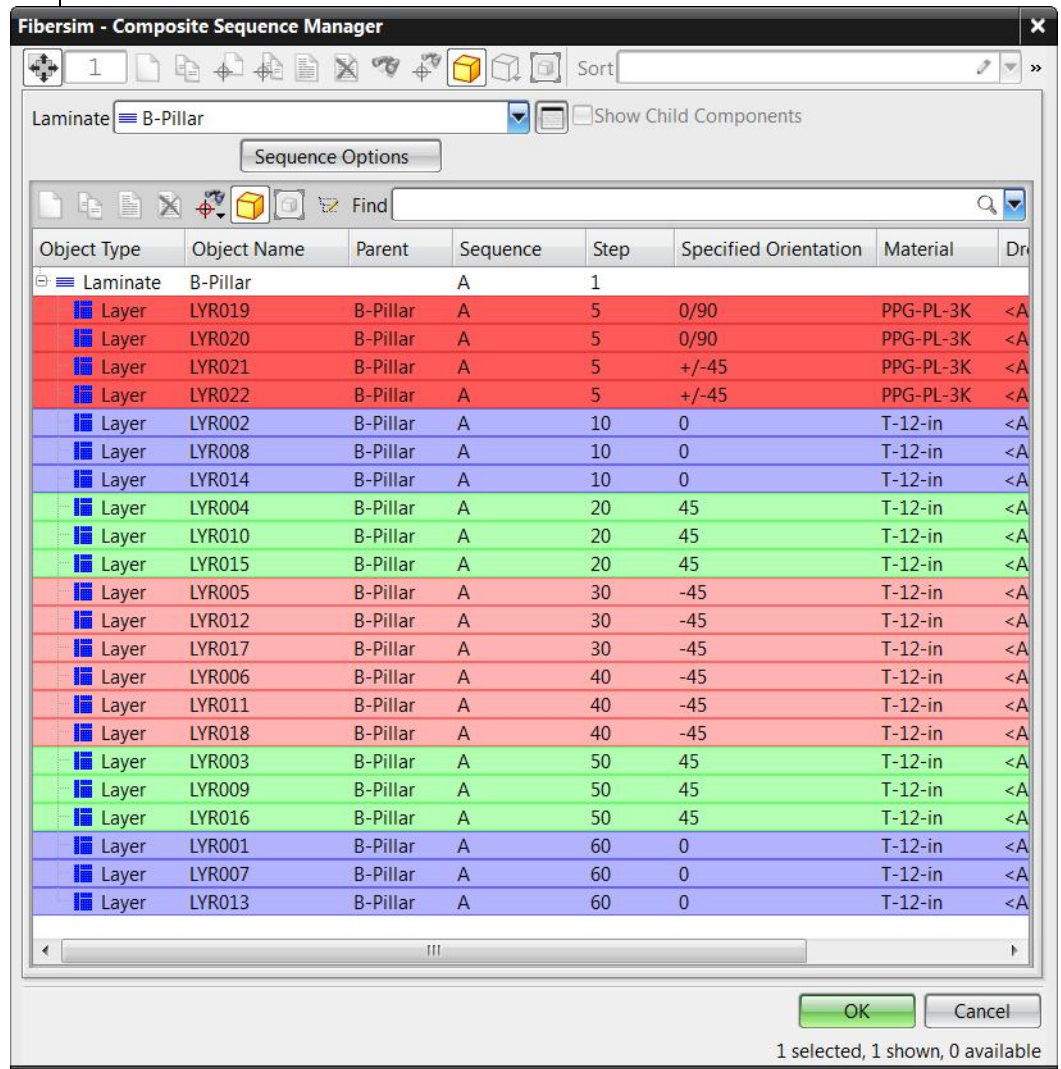 Fibersim - Composite Sequence Manager
1 Sort »
Laminate B-Pillar Show Child Components
Sequence Options
Find
Object Type Object Name Parent Sequence Step Specified Orientation Material Dr
Laminate B-Pillar A 1
Layer LYR019 B-Pillar A 5 0/90 PPG-PL-3K <A
Layer LYR020 B-Pillar A 5 0/90 PPG-PL-3K <A
Layer LYR021 B-Pillar A 5 +/-45 PPG-PL-3K <A
Layer LYR022 B-Pillar A 5 +/-45 PPG-PL-3K <A
Layer LYR002 B-Pillar A 10 0 T-12-in <A
Layer LYR008 B-Pillar A 10 0 T-12-in <A
Layer LYR014 B-Pillar A 10 0 T-12-in <A
Layer LYR004 B-Pillar A 20 45 T-12-in <A
Layer LYR010 B-Pillar A 20 45 T-12-in <A
Layer LYR015 B-Pillar A 20 45 T-12-in <A
Layer LYR005 B-Pillar A 30 -45 T-12-in <A
Layer LYR012 B-Pillar A 30 -45 T-12-in <A
Layer LYR017 B-Pillar A 30 -45 T-12-in <A
Layer LYR006 B-Pillar A 40 -45 T-12-in <A
Layer LYR011 B-Pillar A 40 -45 T-12-in <A
Layer LYR018 B-Pillar A 40 -45 T-12-in <A
Layer LYR003 B-Pillar A 50 45 T-12-in <A
Layer LYR009 B-Pillar A 50 45 T-12-in <A
Layer LYR016 B-Pillar A 50 45 T-12-in <A
Layer LYR001 B-Pillar A 60 0 T-12-in <A
Layer LYR007 B-Pillar A 60 0 T-12-in <A
Layer LYR013 B-Pillar A 60 0 T-12-in <A
OK Cancel
1 selected, 1 shown, 0 available